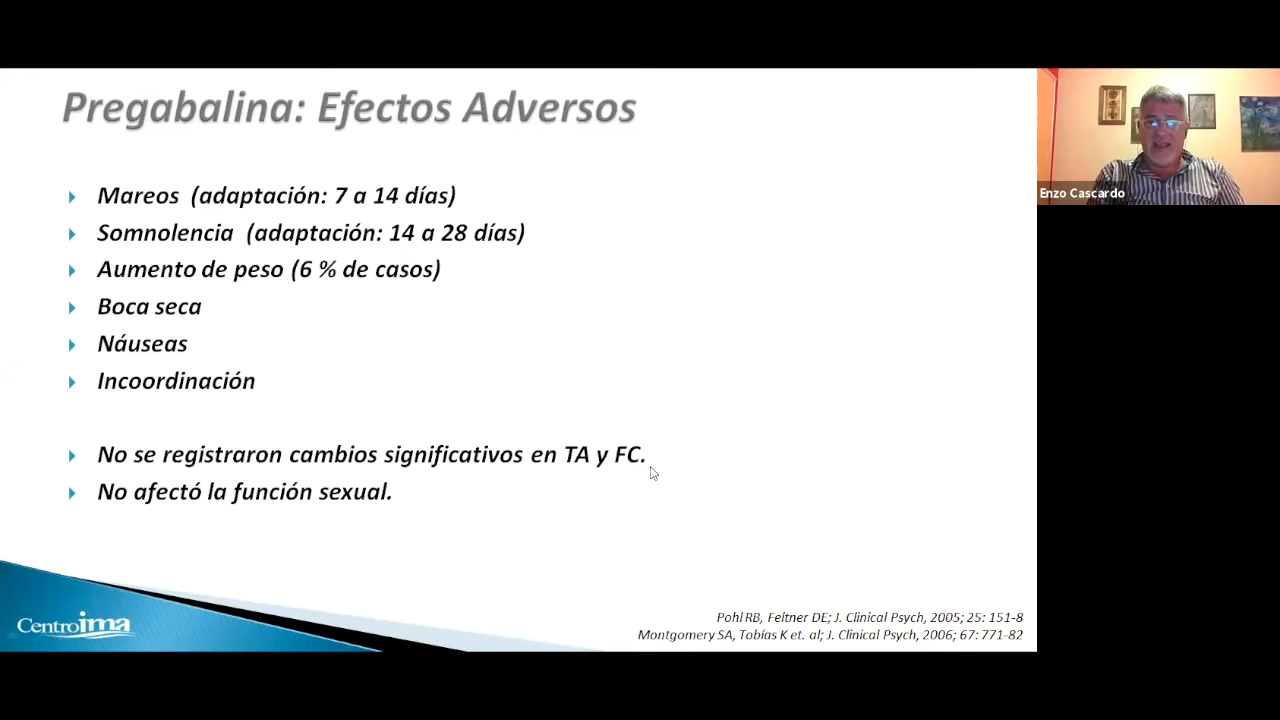 Pregabalina: Efectos Adversos
Mareos (adaptación: 7 a 14 días)
Somnolencia (adaptación: 14 a 28 días)
Aumento de peso (6 % de casos)
Boca seca
Náuseas
Incoordinación
No se registraron cambios significativos en TA y FC.
No afectó la función sexual.
Pohl RB, Feltner DE; J. Clinical Psych, 2005; 25: 151-8
Montgomery SA, Tobías K et. al; J. Clinical Psych, 2006; 67: 771-82
Centroima
Enzo Cascardo